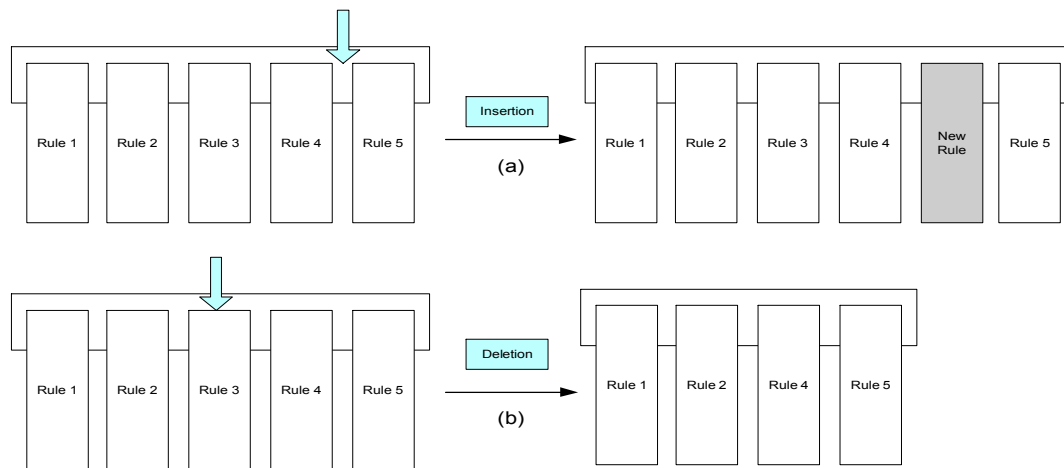 Rule 1 Rule 2 Rule 3 Rule 4 Rule 5
Insertion
(a)
Rule 1 Rule 2 Rule 3 Rule 4 New Rule Rule 5
Rule 1 Rule 2 Rule 3 Rule 4 Rule 5
Deletion
(b)
Rule 1 Rule 2 Rule 4 Rule 5